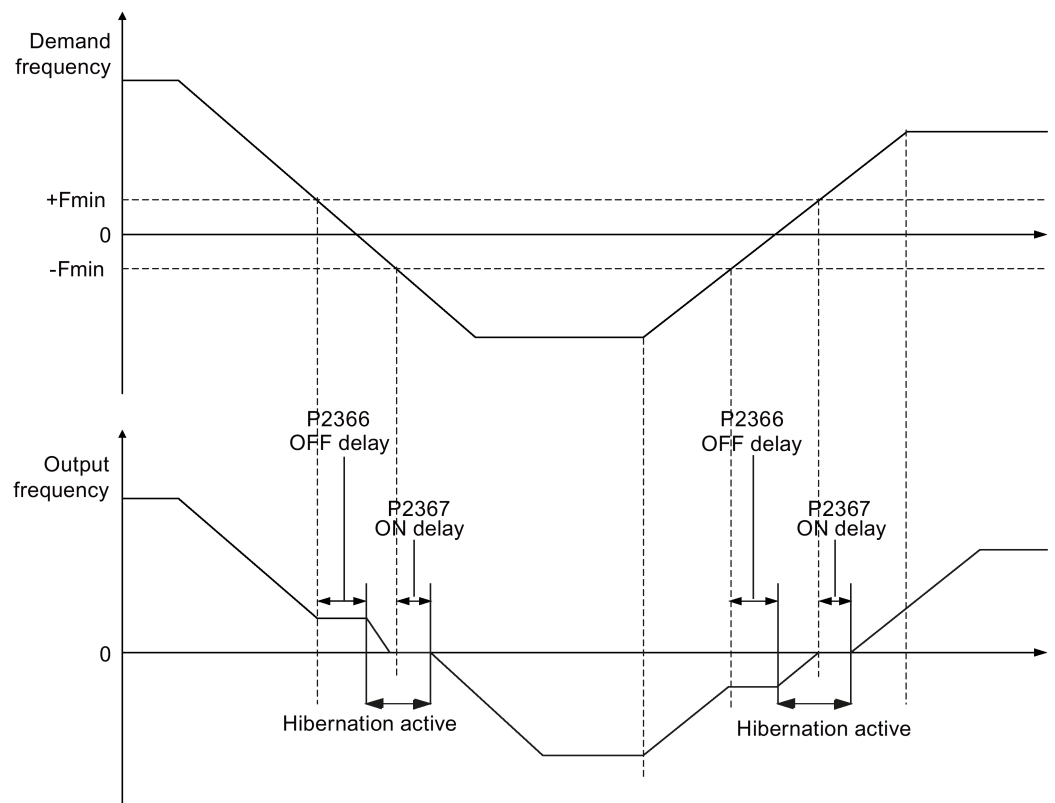 Demand
frequency
+Fmin
0
-Fmin
P2366
OFF delay
P2366
OFF delay
Output
frequency
P2367
ON delay
P2367
ON delay
0
Hibernation active
Hibernation active